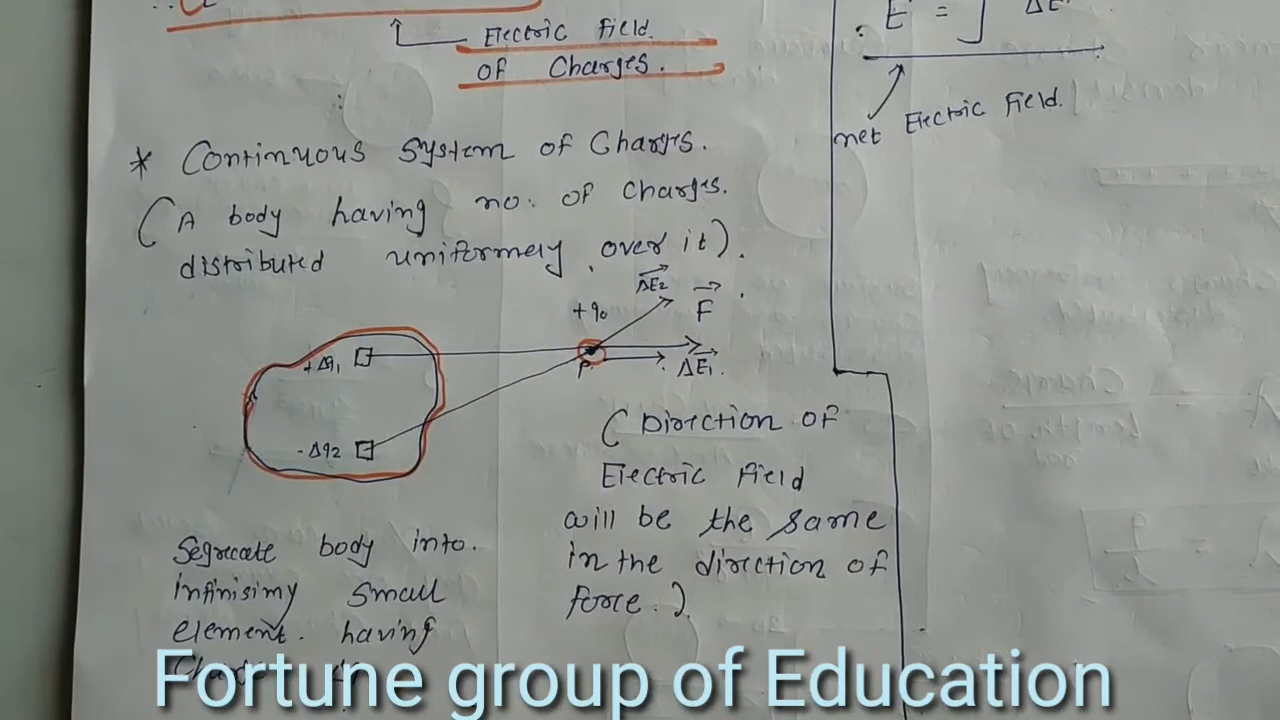 Electric Field.
OF Charges.
* Continuous System of Charges.
(A body having no. of Charges.
distributed uniformely over it).
+q₀
ΔE₂
F
+Δq₁
P.
ΔE₁.
-Δq₂
(Direction of
Electric Field
will be the same
in the direction of
force.)
Segrecate body into.
infinisimy small
element. having
E = ∫ ΔE
net Electric Field.
Fortune group of Education